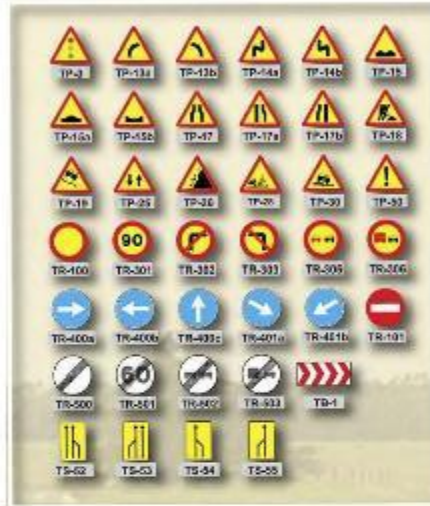 TP-3 TP-13a TP-13b TP-14a TP-14b TP-15
TP-15a TP-15b TP-17 TP-17a TP-17b TP-18
TP-19 TP-25 TP-26 TP-28 TP-30 TP-50
90
TR-100 TR-301 TR-302 TR-303 TR-305 TR-306
TR-400a TR-400b TR-400c TR-401a TR-401b TR-101
60
TR-500 TR-501 TR-502 TR-503 TB-1
TS-52 TS-53 TS-54 TS-55